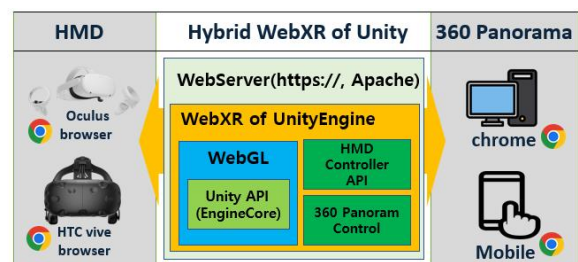 HMD
Hybrid WebXR of Unity
360 Panorama
Oculus
browser
HTC vive
browser
WebServer(https://, Apache)
WebXR of UnityEngine
WebGL
Unity API
(EngineCore)
HMD
Controller
API
360 Panoram
Control
chrome
Mobile